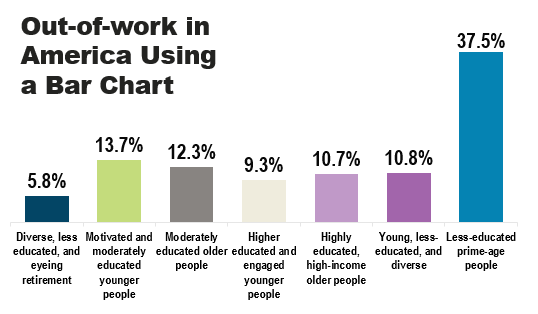 Out-of-work in
America Using
a Bar Chart
37.5%
13.7%
12.3%
10.7%
10.8%
9.3%
5.8%
Diverse, less
educated, and
eyeing
retirement
Motivated and
moderately
educated
younger
people
Moderately
educated older
people
Higher
educated and
engaged
younger
people
Highly
educated,
high-income
older people
Young, less-
educated, and
diverse
Less-educated
prime-age
people